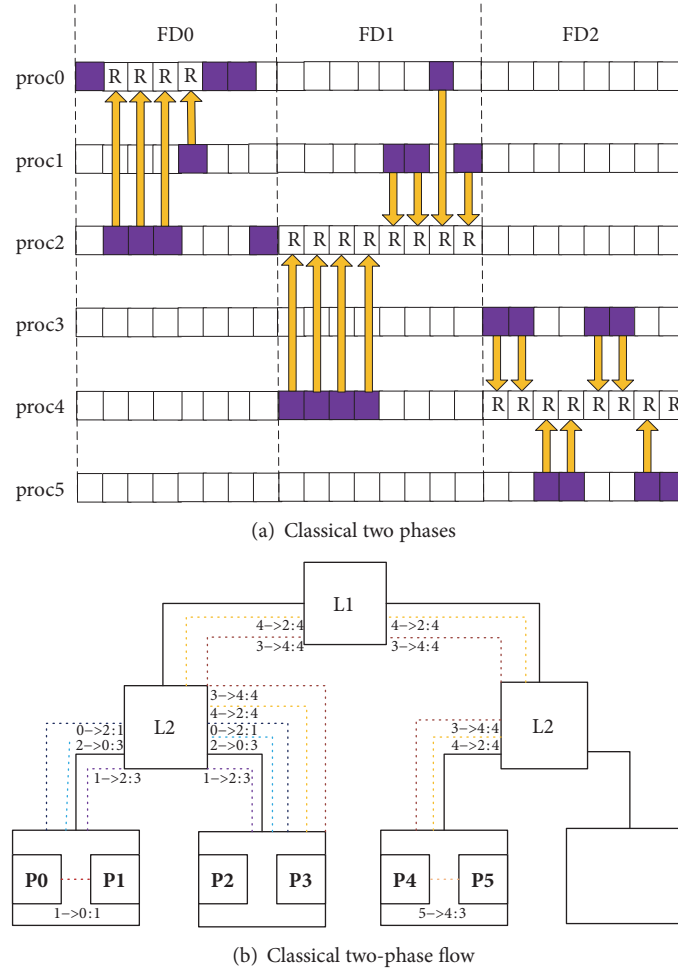 FD0 FD1 FD2
proc0 R R R R
proc1
proc2 R R R R R R R R
proc3
proc4 R R R R R R R R
proc5
(a) Classical two phases
L1
4->2:4 4->2:4
3->4:4 3->4:4
3->4:4
4->2:4
L2 0->2:1 0->2:1 3->4:4 L2
2->0:3 2->0:3 4->2:4
1->2:3 1->2:3
P0 P1 P2 P3 P4 P5
1->0:1 5->4:3
(b) Classical two-phase flow